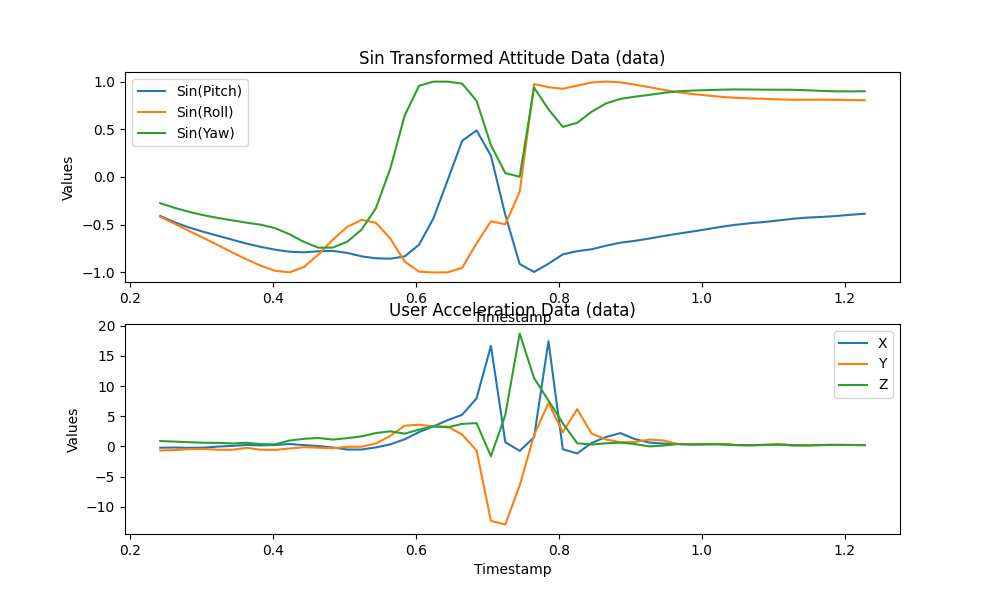 Sin Transformed Attitude Data (data)
Sin(Pitch)
Sin(Roll)
Sin(Yaw)
Values
1.0
0.5
0.0
−0.5
−1.0
0.2 0.4 0.6 0.8 1.0 1.2
Timestamp
User Acceleration Data (data)
X
Y
Z
Values
20
15
10
5
0
−5
−10
0.2 0.4 0.6 0.8 1.0 1.2
Timestamp